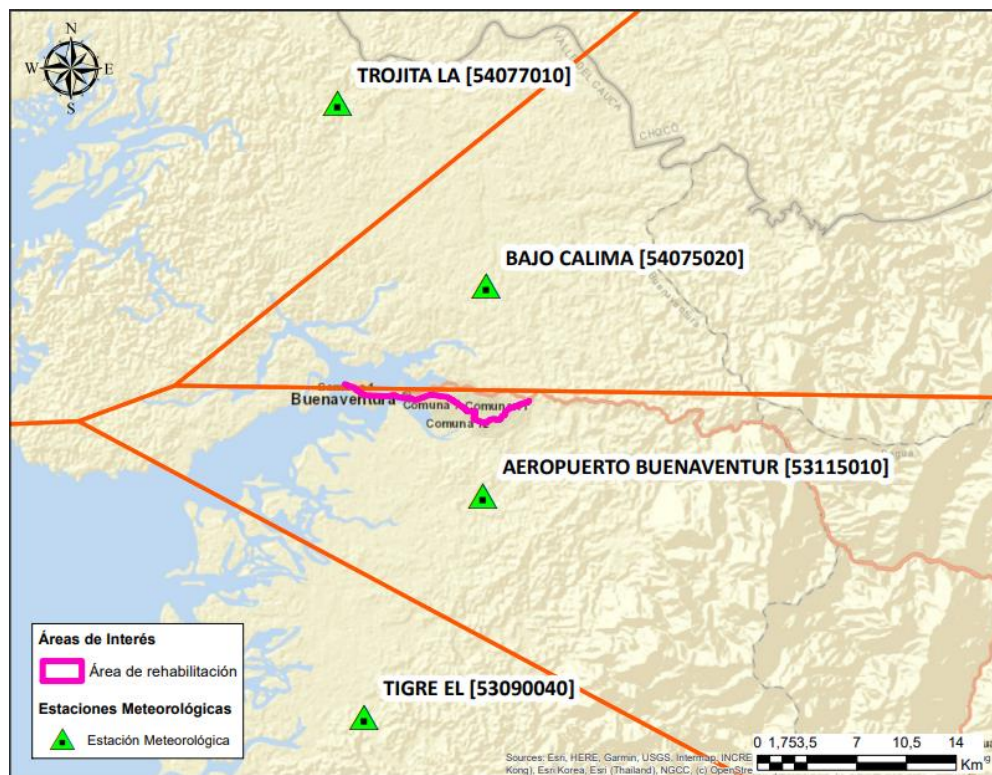 N
W E
S
TROJITA LA [54077010]
VALLE DEL CAUCA
CHOCÓ
BAJO CALIMA [54075020]
Buenaventura
Buenaventura
Comuna
Comuna
Comuna 12
AEROPUERTO BUENAVENTUR [53115010]
Áreas de Interés
Área de rehabilitación
Estaciones Meteorológicas
Estación Meteorológica
TIGRE EL [53090040]
0 1,753,5 7 10,5 14
Km
Sources: Esri, HERE, Garmin, USGS, Intermap, INCRE
Kong), Esri Korea, Esri (Thailand), NGCC, (c) OpenStre